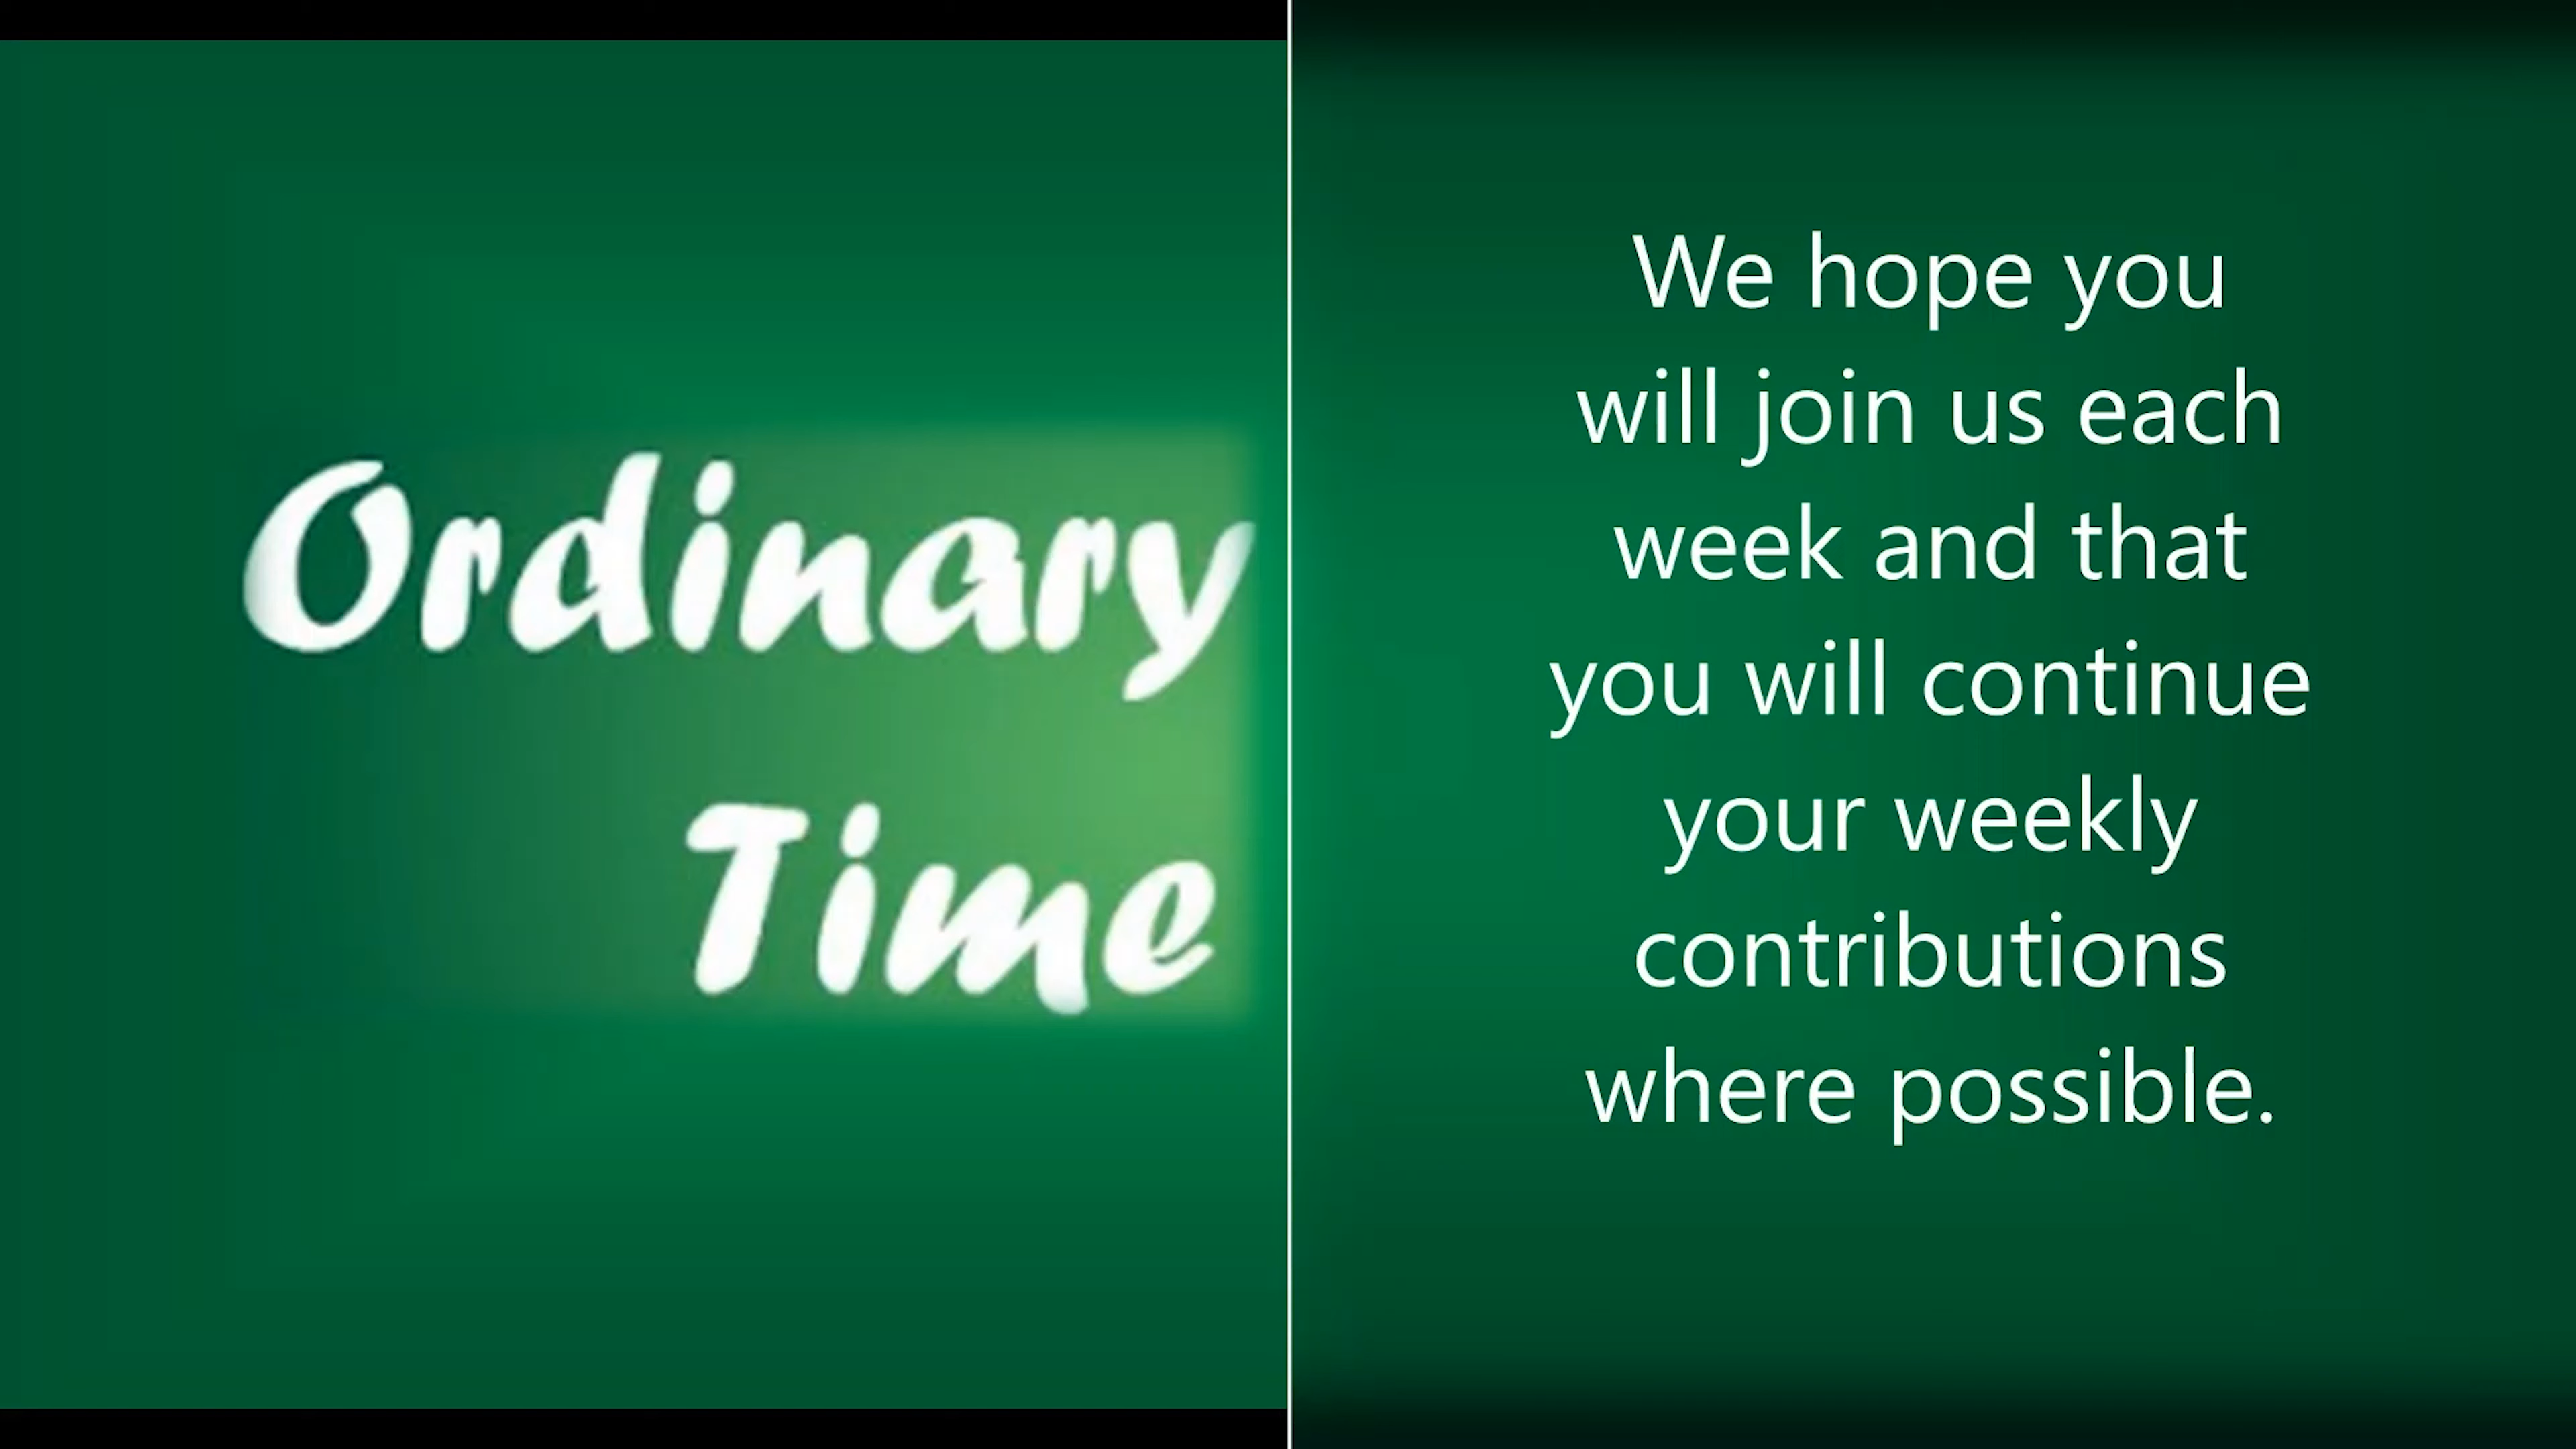 Ordinary
Time
We hope you
will join us each
week and that
you will continue
your weekly
contributions
where possible.